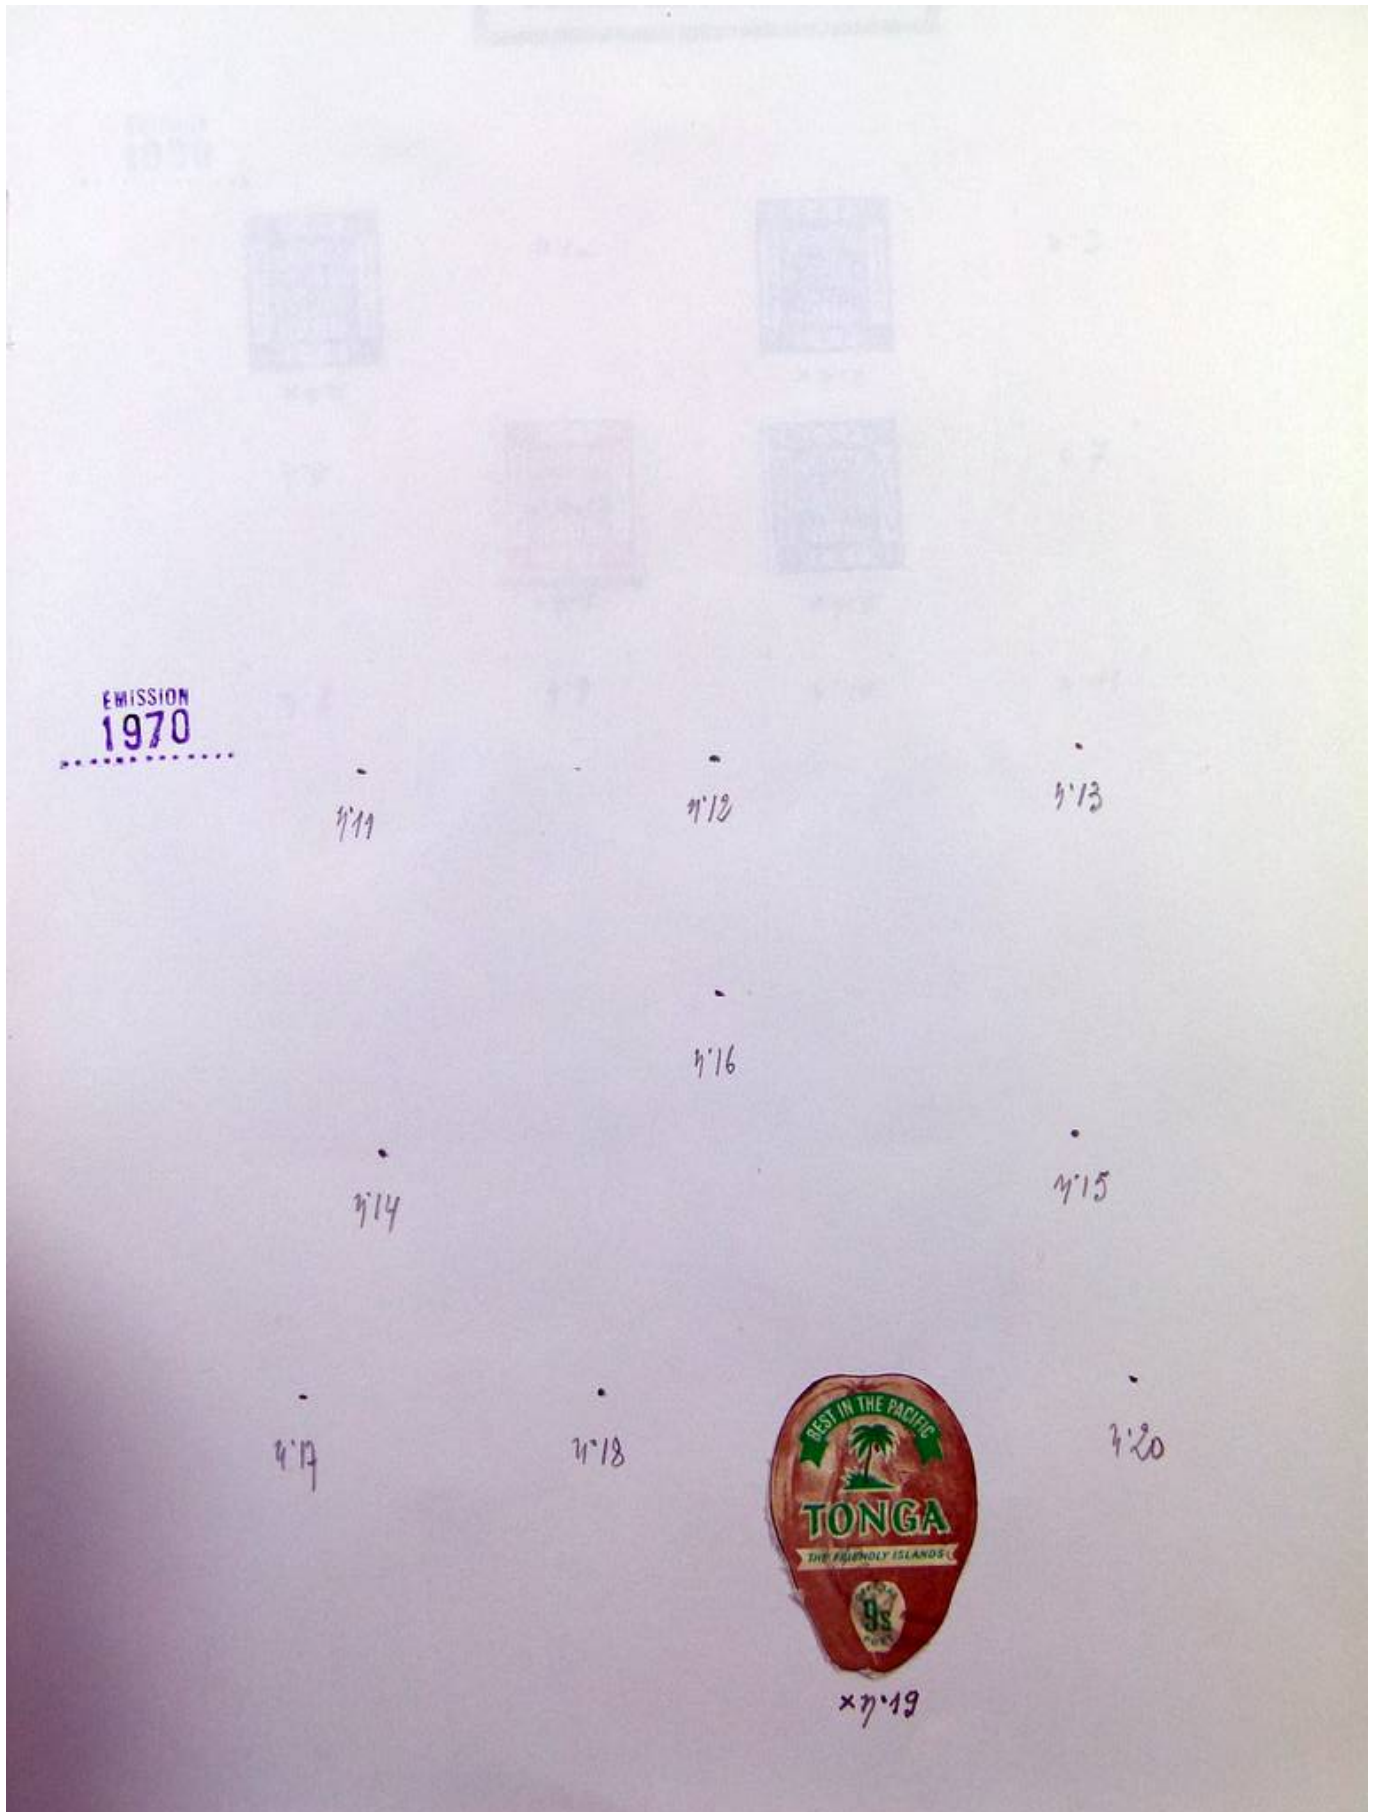 EMISSION
1970
n°11
n°12
n°13
n°16
n°14
n°15
n°17
n°18
n°20
BEST IN THE PACIFIC
TONGA
THE FRIENDLY ISLANDS
9s
x n°19